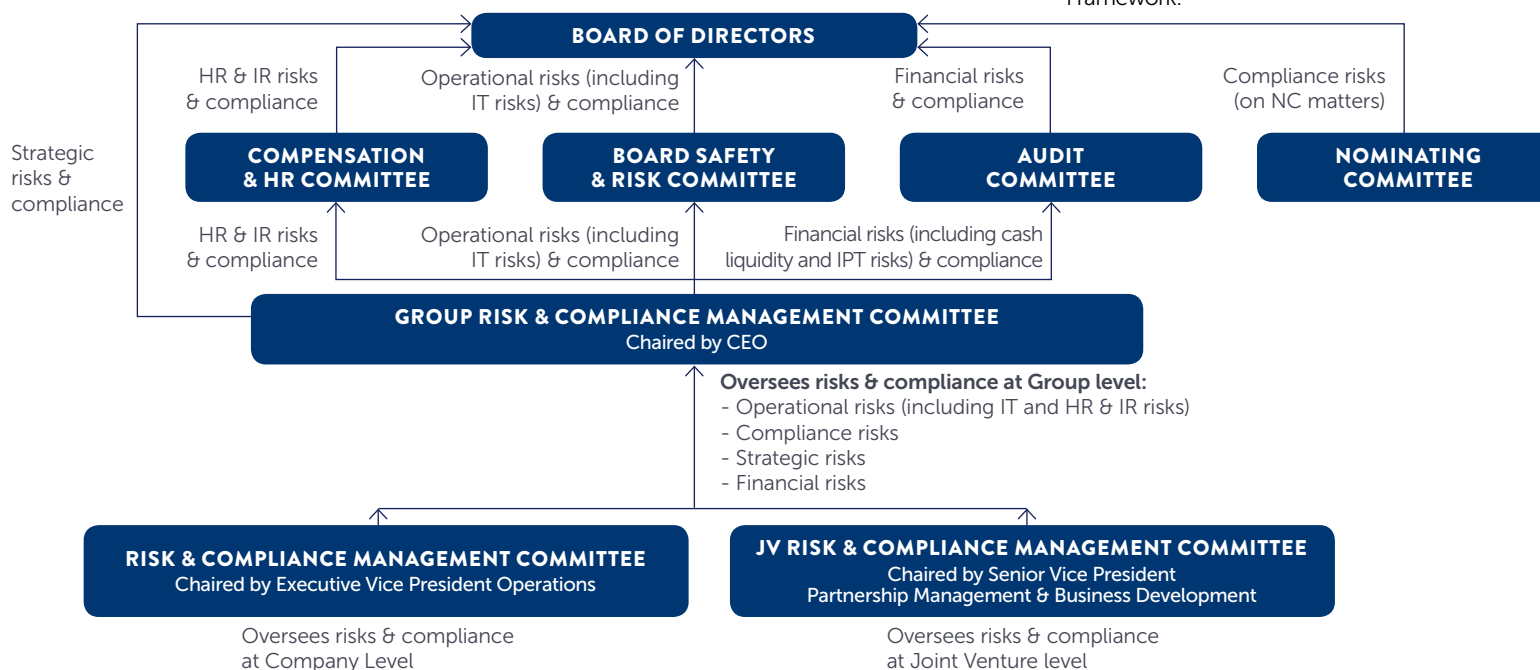 Framework.
BOARD OF DIRECTORS
HR & IR risks
& compliance
Operational risks (including
IT risks) & compliance
Financial risks
& compliance
Compliance risks
(on NC matters)
Strategic
risks &
compliance
COMPENSATION
& HR COMMITTEE
BOARD SAFETY
& RISK COMMITTEE
AUDIT
COMMITTEE
NOMINATING
COMMITTEE
HR & IR risks
& compliance
Operational risks (including
IT risks) & compliance
Financial risks (including cash
liquidity and IPT risks) & compliance
GROUP RISK & COMPLIANCE MANAGEMENT COMMITTEE
Chaired by CEO
Oversees risks & compliance at Group level:
- Operational risks (including IT and HR & IR risks)
- Compliance risks
- Strategic risks
- Financial risks
RISK & COMPLIANCE MANAGEMENT COMMITTEE
Chaired by Executive Vice President Operations
JV RISK & COMPLIANCE MANAGEMENT COMMITTEE
Chaired by Senior Vice President
Partnership Management & Business Development
Oversees risks & compliance
at Company Level
Oversees risks & compliance
at Joint Venture level